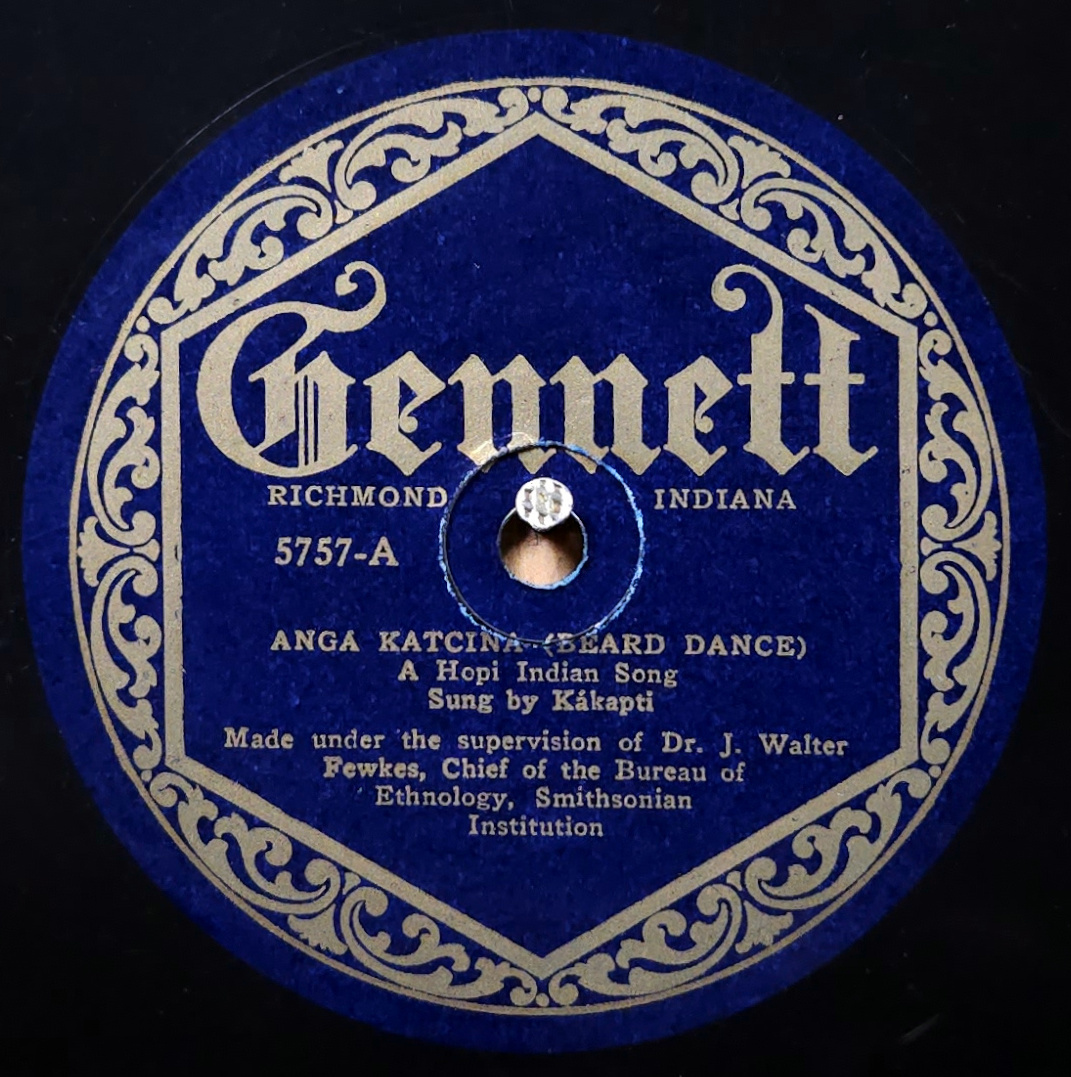 Gennett
RICHMOND INDIANA
5757-A
ANGA KATCINA (BEARD DANCE)
A Hopi Indian Song
Sung by Kákapti
Made under the supervision of Dr. J. Walter
Fewkes, Chief of the Bureau of
Ethnology, Smithsonian
Institution